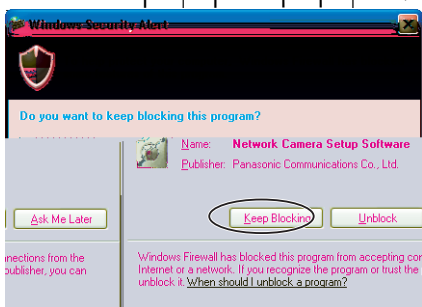 Windows Security Alert
Do you want to keep blocking this program?
Name: Network Camera Setup Software
Publisher: Panasonic Communications Co., Ltd.
Ask Me Later
Keep Blocking
Unblock
nnections from the
publisher, you can
Windows Firewall has blocked this program from accepting con
Internet or a network. If you recognize the program or trust the
unblock it. When should I unblock a program?